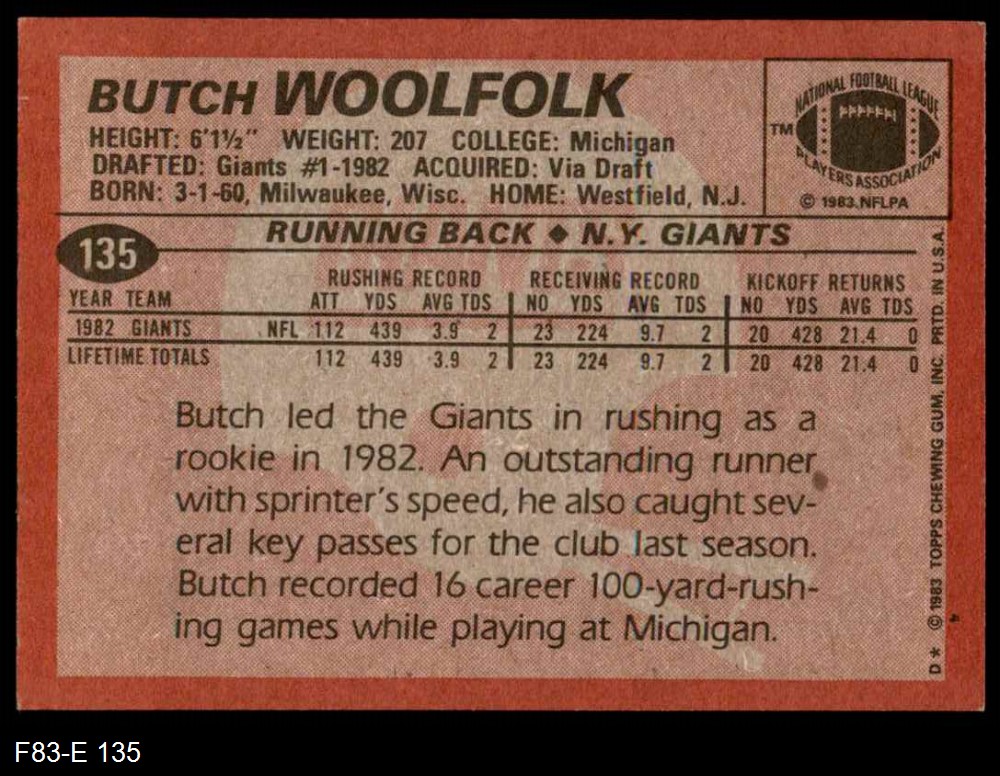 BUTCH WOOLFOLK
HEIGHT: 6'1½" WEIGHT: 207 COLLEGE: Michigan
DRAFTED: Giants #1-1982 ACQUIRED: Via Draft
BORN: 3-1-60, Milwaukee, Wisc. HOME: Westfield, N.J.
NATIONAL FOOTBALL LEAGUE
TM
PLAYERS ASSOCIATION
© 1983 NFLPA
135
RUNNING BACK ◆ N.Y. GIANTS
RUSHING RECORD RECEIVING RECORD KICKOFF RETURNS
YEAR TEAM ATT YDS AVG TDS NO YDS AVG TDS NO YDS AVG TDS
1982 GIANTS NFL 112 439 3.9 2 23 224 9.7 2 20 428 21.4 0
LIFETIME TOTALS 112 439 3.9 2 23 224 9.7 2 20 428 21.4 0
Butch led the Giants in rushing as a
rookie in 1982. An outstanding runner
with sprinter's speed, he also caught sev-
eral key passes for the club last season.
Butch recorded 16 career 100-yard-rush-
ing games while playing at Michigan.
D* © 1983 TOPPS CHEWING GUM, INC. PRTD. IN U.S.A.
F83-E 135